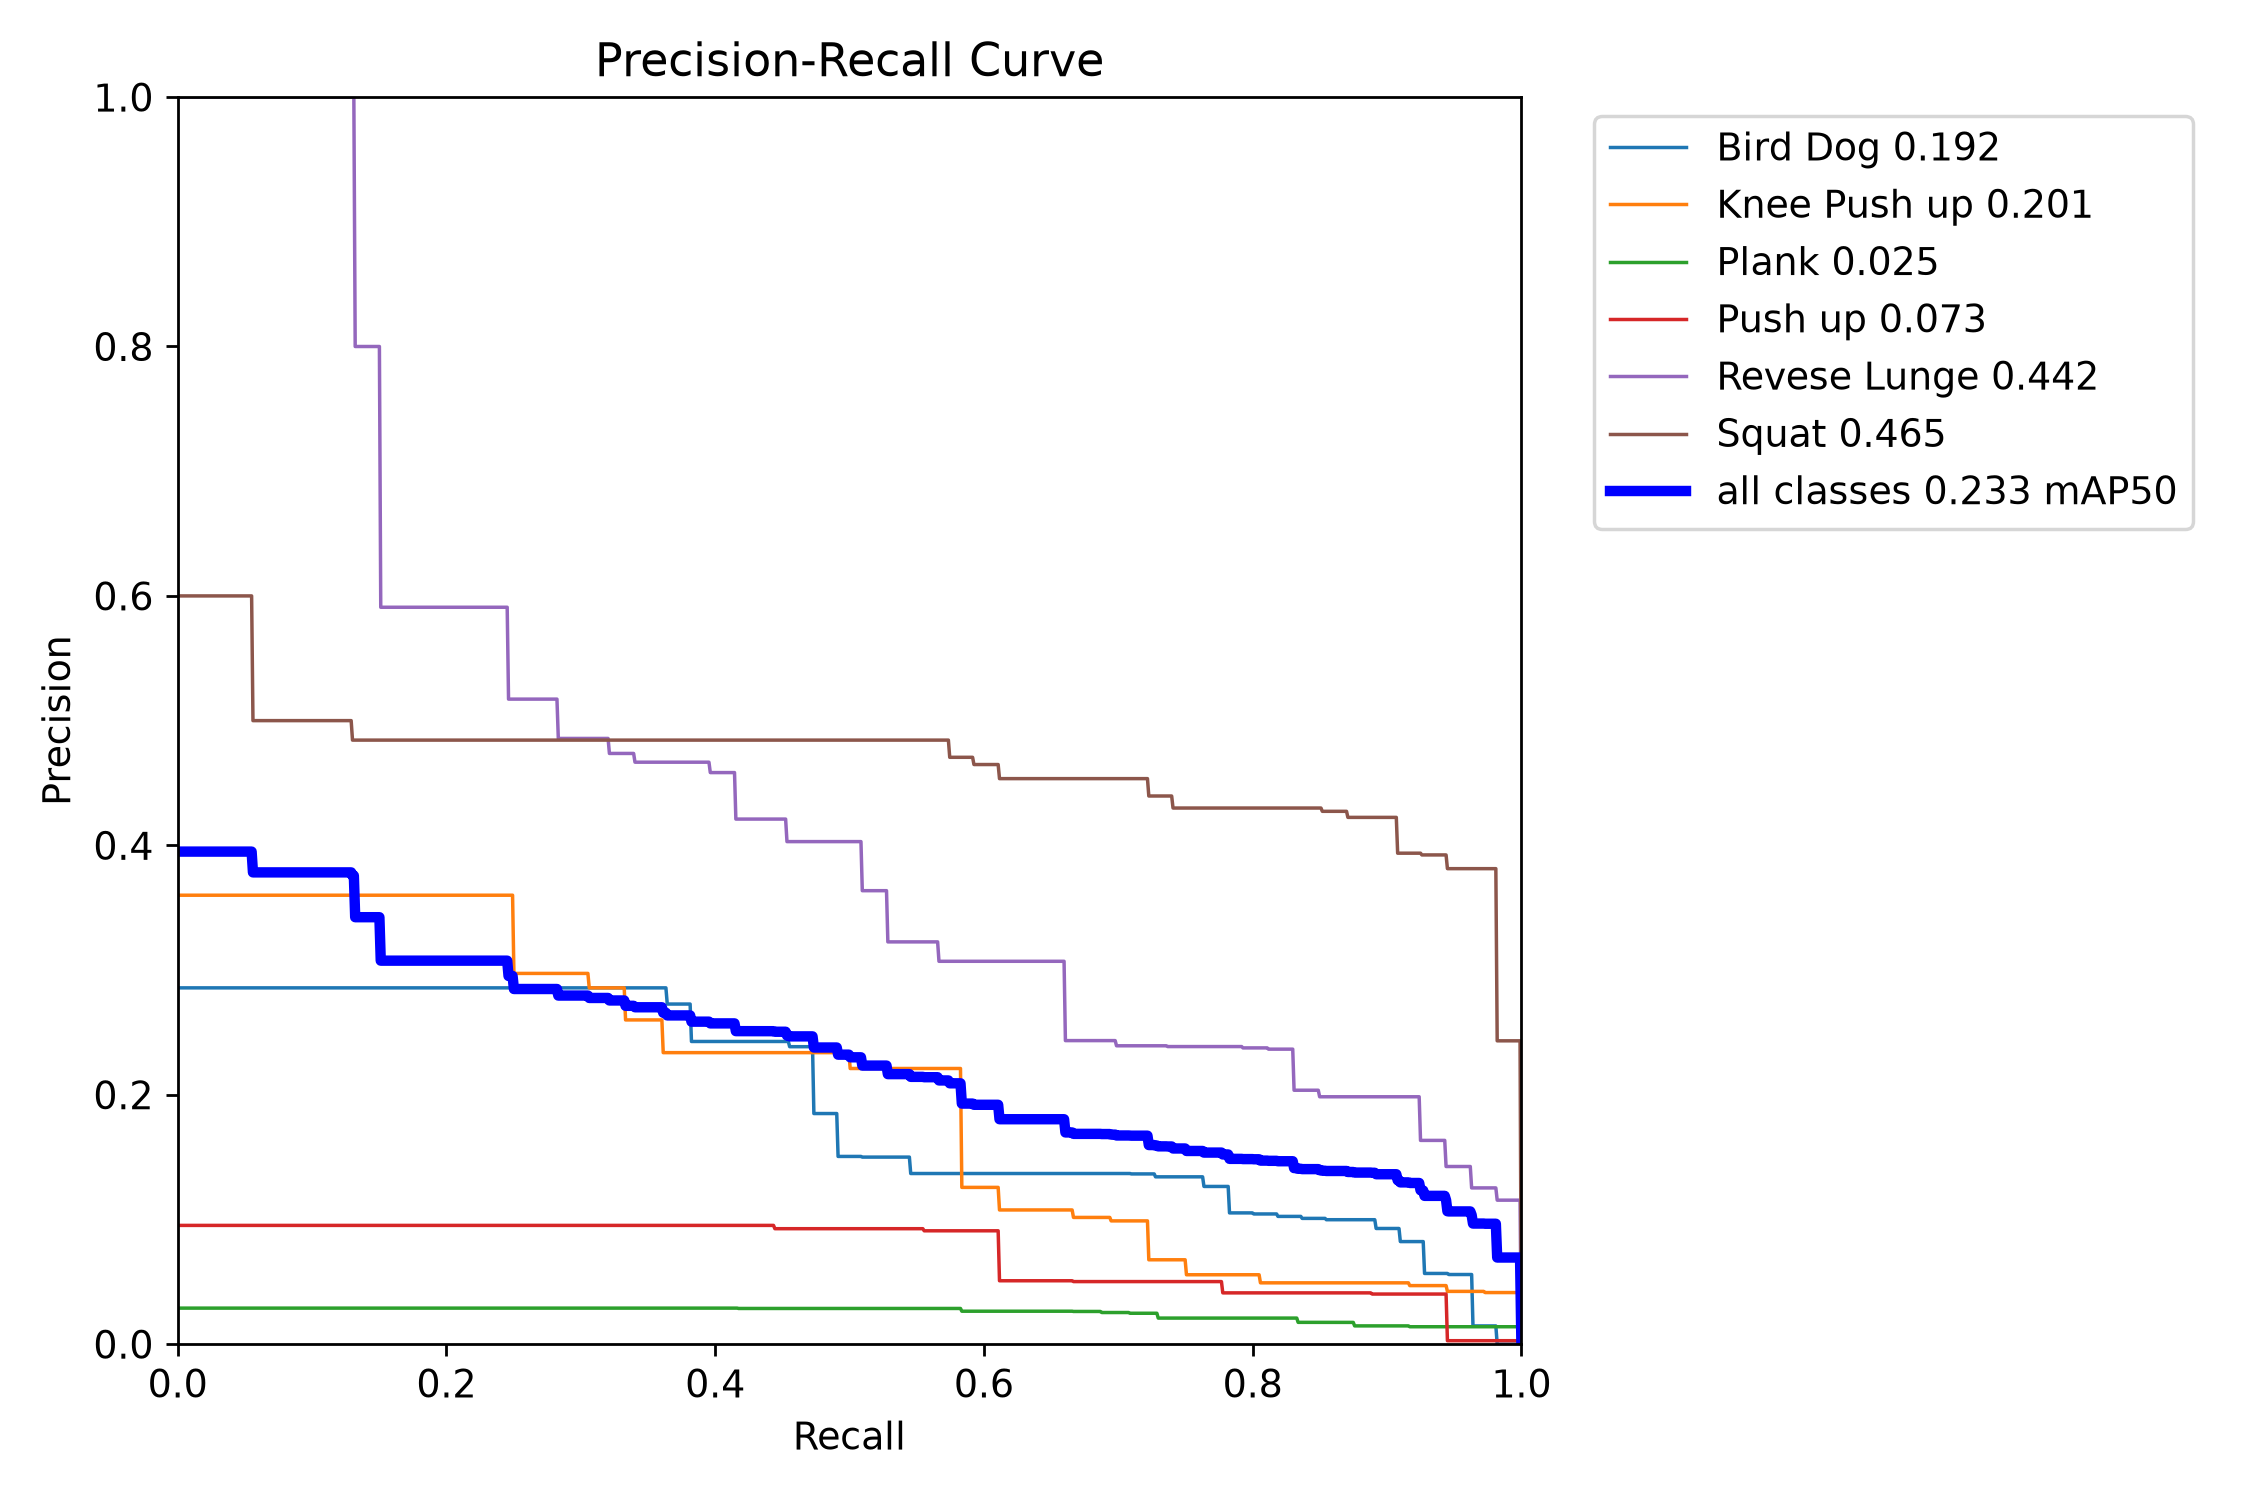 Precision-Recall Curve
1.0
0.8
0.6
0.4
0.2
0.0
Precision
0.0 0.2 0.4 0.6 0.8 1.0
Recall
Bird Dog 0.192
Knee Push up 0.201
Plank 0.025
Push up 0.073
Revese Lunge 0.442
Squat 0.465
all classes 0.233 mAP50